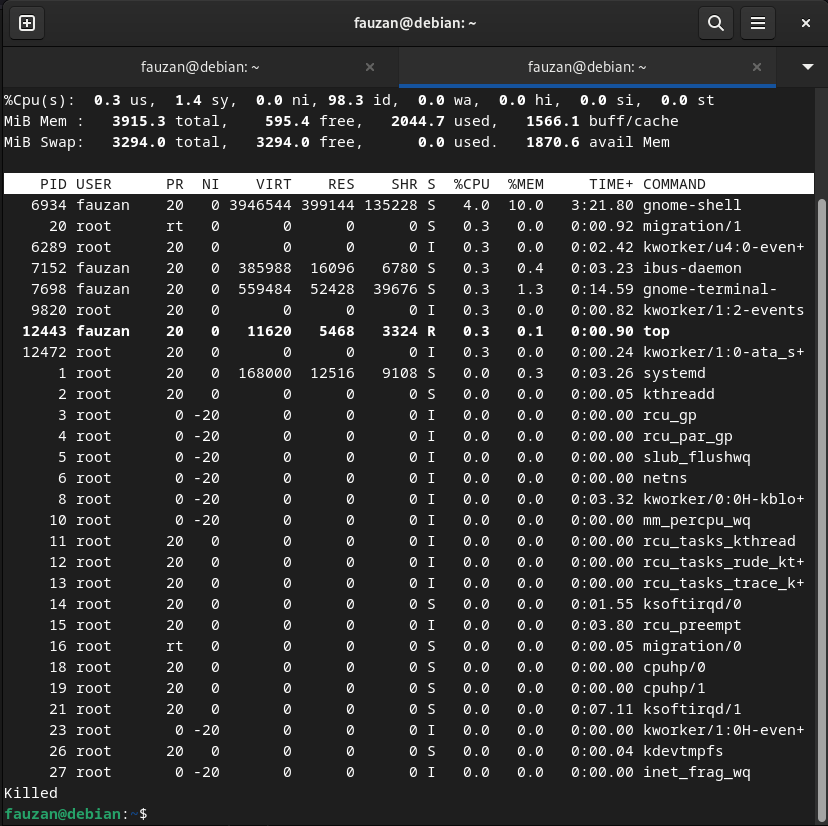 fauzan@debian: ~
fauzan@debian: ~ fauzan@debian: ~
%Cpu(s):  0.3 us,  1.4 sy,  0.0 ni, 98.3 id,  0.0 wa,  0.0 hi,  0.0 si,  0.0 st
MiB Mem :   3915.3 total,    595.4 free,   2044.7 used,   1566.1 buff/cache
MiB Swap:   3294.0 total,   3294.0 free,      0.0 used.   1870.6 avail Mem
PID USER      PR  NI    VIRT    RES    SHR S  %CPU  %MEM     TIME+ COMMAND
6934 fauzan    20   0 3946544 399144 135228 S   4.0  10.0   3:21.80 gnome-shell
20 root      rt   0       0      0      0 S   0.3   0.0   0:00.92 migration/1
6289 root      20   0       0      0      0 I   0.3   0.0   0:02.42 kworker/u4:0-even+
7152 fauzan    20   0  385988  16096   6780 S   0.3   0.4   0:03.23 ibus-daemon
7698 fauzan    20   0  559484  52428  39676 S   0.3   1.3   0:14.59 gnome-terminal-
9820 root      20   0       0      0      0 I   0.3   0.0   0:00.82 kworker/1:2-events
12443 fauzan    20   0   11620   5468   3324 R   0.3   0.1   0:00.90 top
12472 root      20   0       0      0      0 I   0.3   0.0   0:00.24 kworker/1:0-ata_s+
1 root      20   0  168000  12516   9108 S   0.0   0.3   0:03.26 systemd
2 root      20   0       0      0      0 S   0.0   0.0   0:00.05 kthreadd
3 root       0 -20       0      0      0 I   0.0   0.0   0:00.00 rcu_gp
4 root       0 -20       0      0      0 I   0.0   0.0   0:00.00 rcu_par_gp
5 root       0 -20       0      0      0 I   0.0   0.0   0:00.00 slub_flushwq
6 root       0 -20       0      0      0 I   0.0   0.0   0:00.00 netns
8 root       0 -20       0      0      0 I   0.0   0.0   0:03.32 kworker/0:0H-kblo+
10 root       0 -20       0      0      0 I   0.0   0.0   0:00.00 mm_percpu_wq
11 root      20   0       0      0      0 I   0.0   0.0   0:00.00 rcu_tasks_kthread
12 root      20   0       0      0      0 I   0.0   0.0   0:00.00 rcu_tasks_rude_kt+
13 root      20   0       0      0      0 I   0.0   0.0   0:00.00 rcu_tasks_trace_k+
14 root      20   0       0      0      0 S   0.0   0.0   0:01.55 ksoftirqd/0
15 root      20   0       0      0      0 I   0.0   0.0   0:03.80 rcu_preempt
16 root      rt   0       0      0      0 S   0.0   0.0   0:00.05 migration/0
18 root      20   0       0      0      0 S   0.0   0.0   0:00.00 cpuhp/0
19 root      20   0       0      0      0 S   0.0   0.0   0:00.00 cpuhp/1
21 root      20   0       0      0      0 S   0.0   0.0   0:07.11 ksoftirqd/1
23 root       0 -20       0      0      0 I   0.0   0.0   0:00.00 kworker/1:0H-even+
26 root      20   0       0      0      0 S   0.0   0.0   0:00.04 kdevtmpfs
27 root       0 -20       0      0      0 I   0.0   0.0   0:00.00 inet_frag_wq
Killed
fauzan@debian:~$